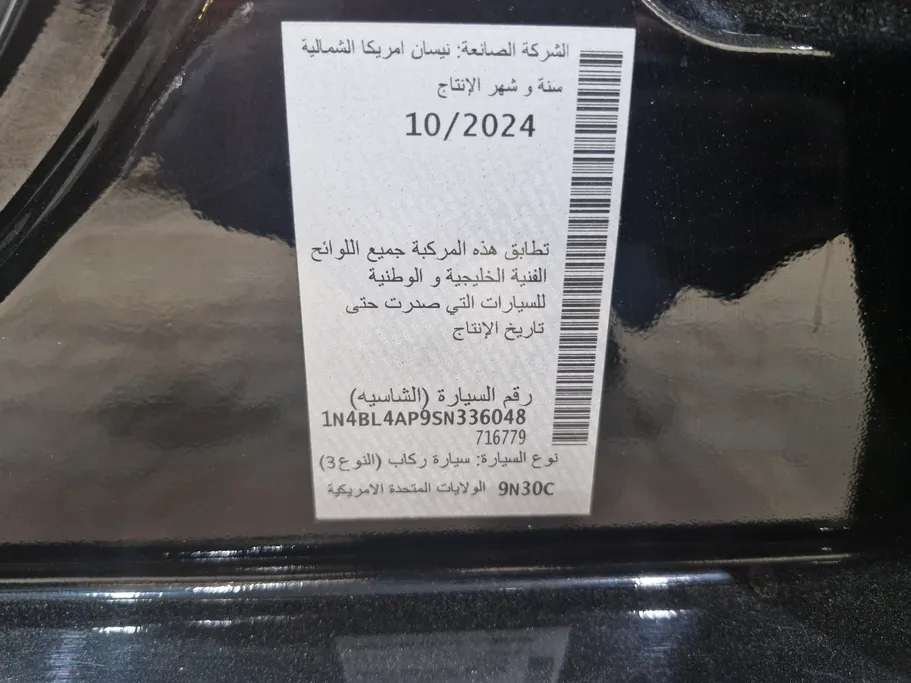 الشركة الصانعة: نيسان امريكا الشمالية
سنة و شهر الإنتاج
10/2024
تطابق هذه المركبة جميع اللوائح
الفنية الخليجية و الوطنية
للسيارات التي صدرت حتى
تاريخ الإنتاج
رقم السيارة (الشاسيه)
1N4BL4AP9SN336048
716779
نوع السيارة: سيارة ركاب (النوع 3)
9N30C الولايات المتحدة الامريكية